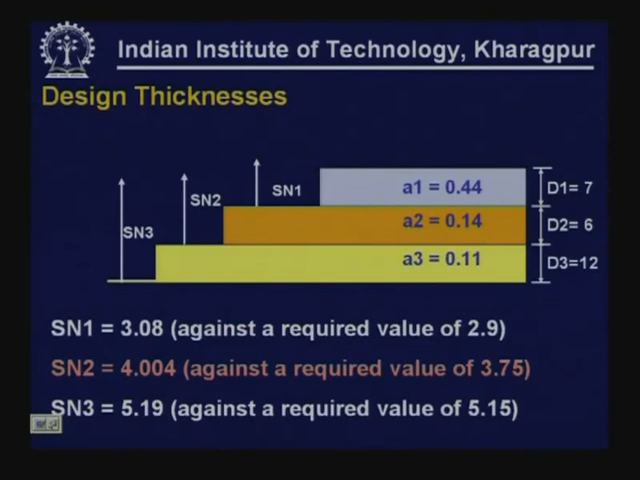 Indian Institute of Technology, Kharagpur
Design Thicknesses
SN3
SN2
SN1
a1 = 0.44
D1= 7
a2 = 0.14
D2= 6
a3 = 0.11
D3=12
SN1 = 3.08 (against a required value of 2.9)
SN2 = 4.004 (against a required value of 3.75)
SN3 = 5.19 (against a required value of 5.15)